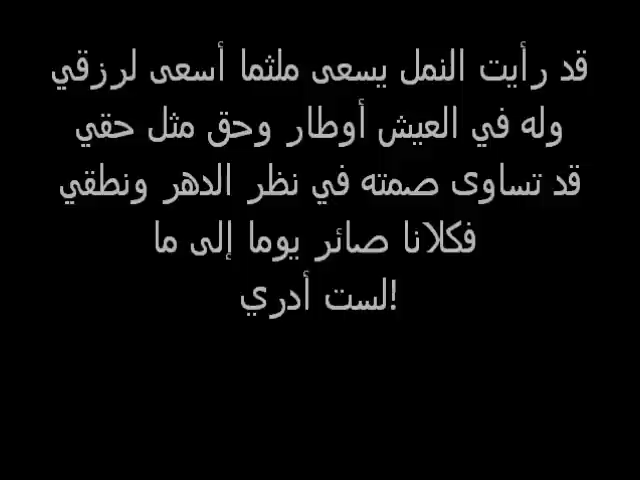 قد رأيت النمل يسعى ملثما أسعى لرزقي
وله في العيش أوطار وحق مثل حقي
قد تساوى صمته في نظر الدهر ونطقي
فكلانا صائر يوما إلى ما
!لست أدري